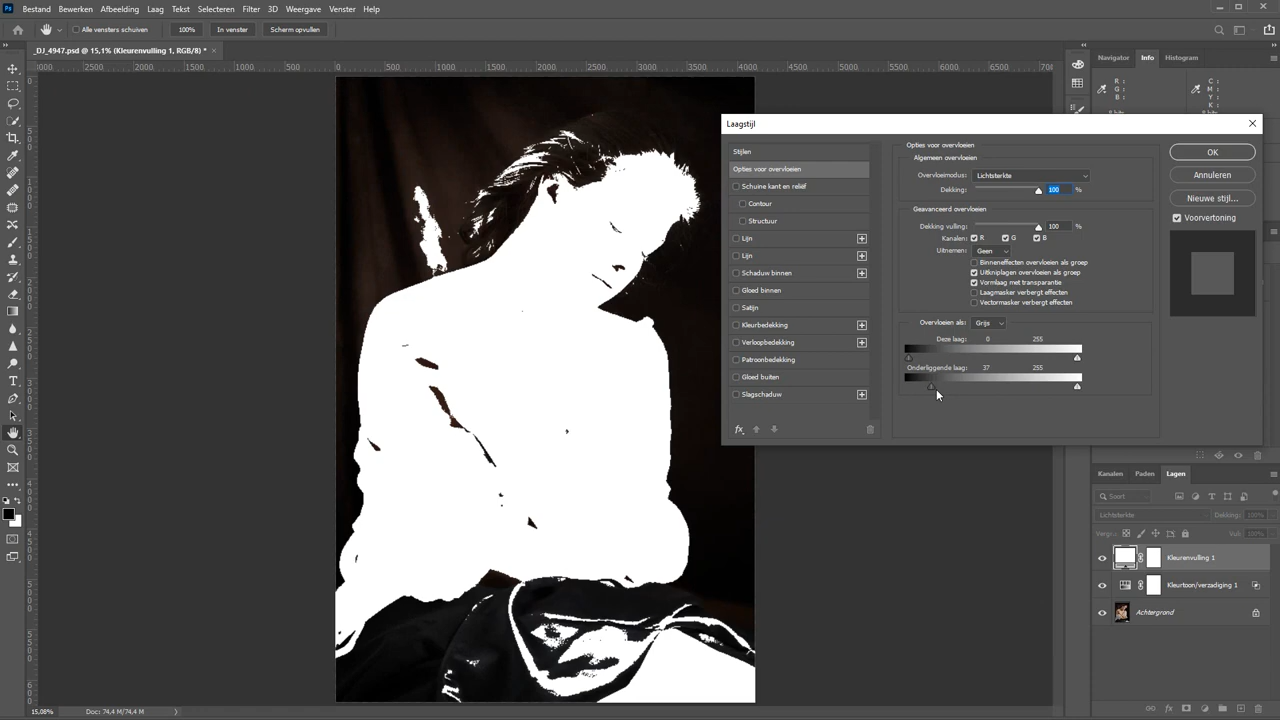 Bestand Bewerken Afbeelding Laag Tekst Selecteren Filter 3D Weergave Venster Help
Alle vensters schuiven 100% In venster Scherm opvullen
_DJ_4947.psd @ 15,1% (Kleurenvulling 1, RGB/8) * ×
Navigator Info Histogram
R :
G :
B :
C :
M :
Y :
K :
Laagstijl
Stijlen
Opties voor overvloeien
Schuine kant en reliëf
Contour
Structuur
Lijn
Lijn
Schaduw binnen
Gloed binnen
Satijn
Kleurbedekking
Verloopbedekking
Patroonbedekking
Gloed buiten
Slagschaduw
fx
Opties voor overvloeien
Algemeen overvloeien
Overvloeimodus: Lichtsterkte
Dekking: 100 %
Geavanceerd overvloeien
Dekking vulling: 100 %
Kanalen: R G B
Uitnemen: Geen
Binneneffecten overvloeien als groep
Uitknipl­agen overvloeien als groep
Vormlaag met transparantie
Laagmasker verbergt effecten
Vectormasker verbergt effecten
Overvloeien als: Grijs
Deze laag: 0 255
Onderliggende laag: 37 255
OK
Annuleren
Nieuwe stijl...
Voorvertoning
Kanalen Paden Lagen
Soort
Lichtsterkte Dekking: 100%
Verg.: Vul: 100%
Kleurenvulling 1
Kleurtoon/verzadiging 1
Achtergrond
15,08% Doc: 74,4 M/74,4 M